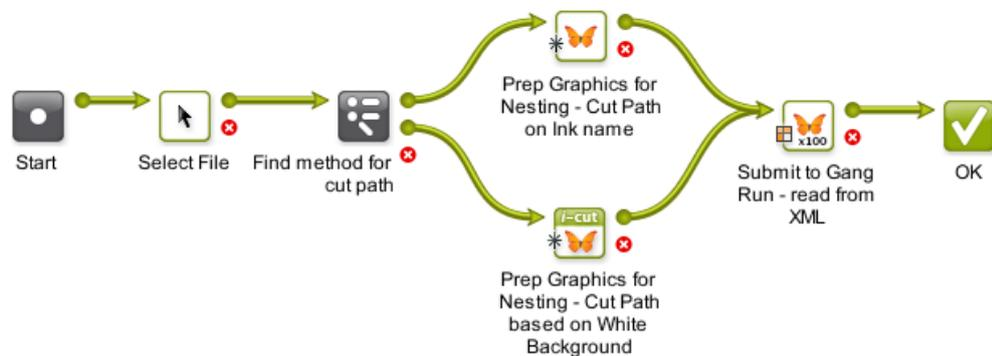 Start
Select File
Find method for
cut path
Prep Graphics for
Nesting - Cut Path
on Ink name
i-cut
Prep Graphics for
Nesting - Cut Path
based on White
Background
x100
Submit to Gang
Run - read from
XML
OK